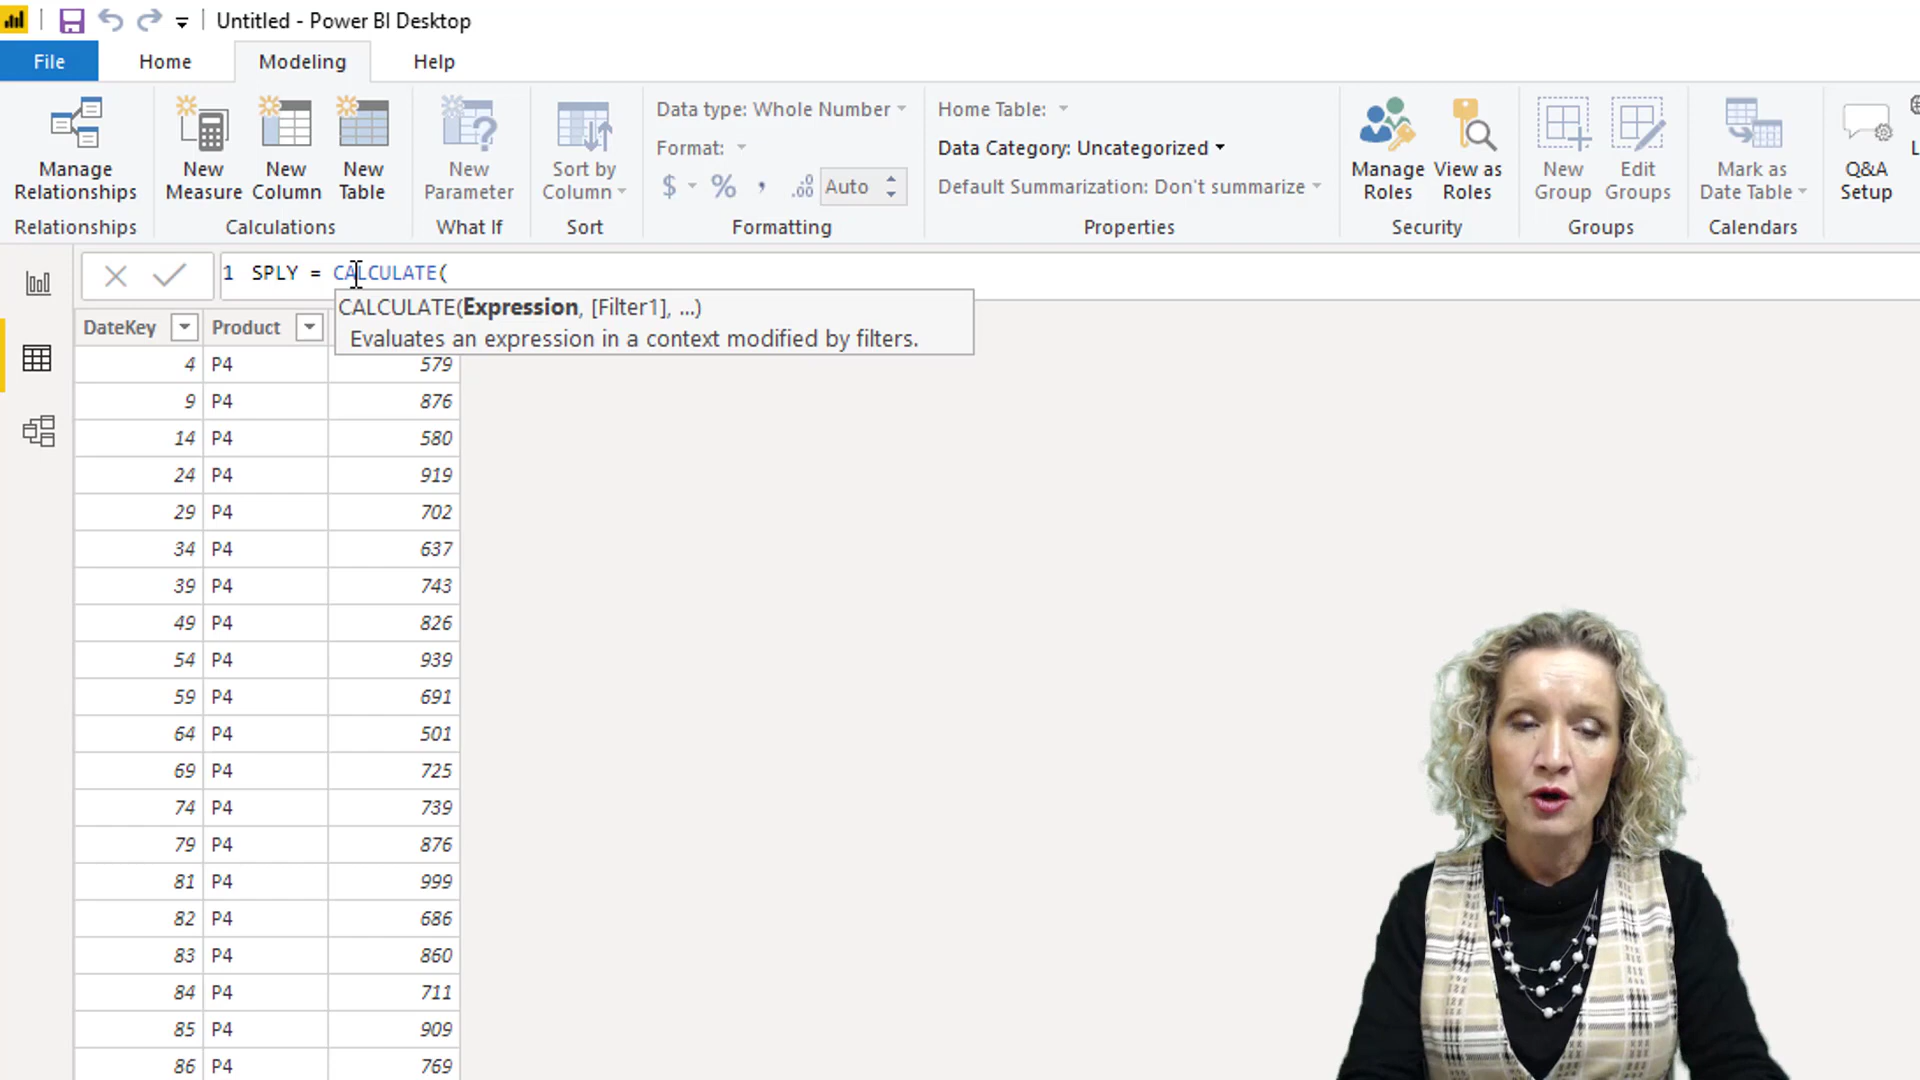 Untitled - Power BI Desktop
File Home Modeling Help
Manage Relationships
New Measure
New Column
New Table
New Parameter
Sort by Column
Data type: Whole Number
Format:
$ % , .00 Auto
Home Table:
Data Category: Uncategorized
Default Summarization: Don't summarize
Manage Roles
View as Roles
New Group
Edit Groups
Mark as Date Table
Q&A Setup
L
Relationships Calculations What If Sort Formatting Properties Security Groups Calendars
1 SPLY = CALCULATE(
CALCULATE(Expression, [Filter1], ...)
Evaluates an expression in a context modified by filters.
DateKey Product
4 P4 579
9 P4 876
14 P4 580
24 P4 919
29 P4 702
34 P4 637
39 P4 743
49 P4 826
54 P4 939
59 P4 691
64 P4 501
69 P4 725
74 P4 739
79 P4 876
81 P4 999
82 P4 686
83 P4 860
84 P4 711
85 P4 909
86 P4 769